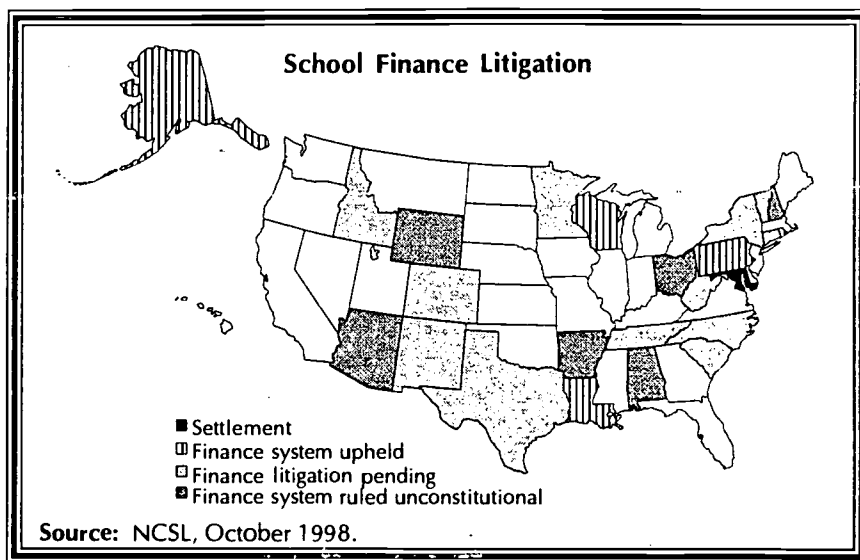 School Finance Litigation
Settlement
Finance system upheld
Finance litigation pending
Finance system ruled unconstitutional
Source: NCSL, October 1998.